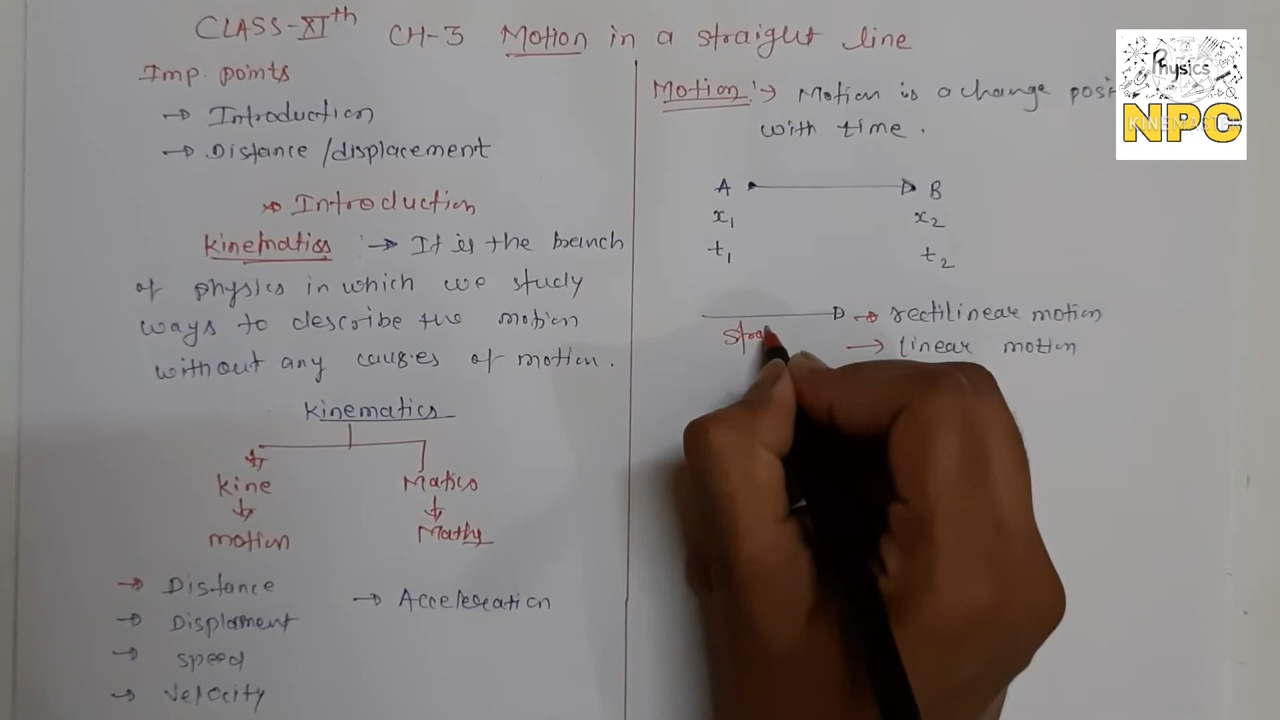 CLASS-XIth CH-3 Motion in a straight line
Imp. points
→ Introduction
→ Distance /displacement
Introduction
Kinematics :→ It is the beanch
of physics in which we study
ways to describe the motion
without any causes of motion.
Kinematics
Kine Matics
motion Maths
→ Distance
→ Displament
→ speed
→ Velocity
→ Acceleration
Motion :→ Motion is a change posi
with time.
A B
x1 x2
t1 t2
→ rectilinear motion
Stra → linear motion
Physics
NPC
KINEMASTER